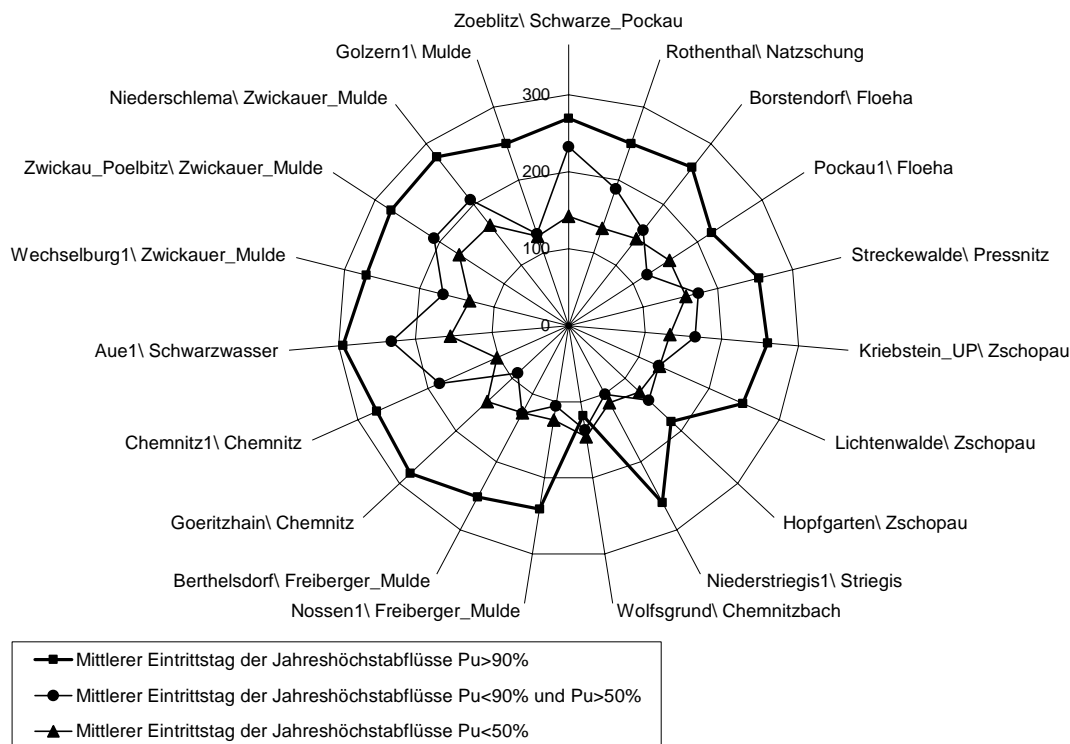 Zoeblitz\ Schwarze_Pockau
Golzern1\ Mulde
Rothenthal\ Natzschung
Niederschlema\ Zwickauer_Mulde
300
Borstendorf\ Floeha
Zwickau_Poelbitz\ Zwickauer_Mulde
200
Pockau1\ Floeha
Wechselburg1\ Zwickauer_Mulde
100
Streckewalde\ Pressnitz
Aue1\ Schwarzwasser
0
Kriebstein_UP\ Zschopau
Chemnitz1\ Chemnitz
Lichtenwalde\ Zschopau
Goeritzhain\ Chemnitz
Hopfgarten\ Zschopau
Berthelsdorf\ Freiberger_Mulde
Niederstriegis1\ Striegis
Nossen1\ Freiberger_Mulde
Wolfsgrund\ Chemnitzbach
Mittlerer Eintrittstag der Jahreshöchstabflüsse Pu>90%
Mittlerer Eintrittstag der Jahreshöchstabflüsse Pu<90% und Pu>50%
Mittlerer Eintrittstag der Jahreshöchstabflüsse Pu<50%